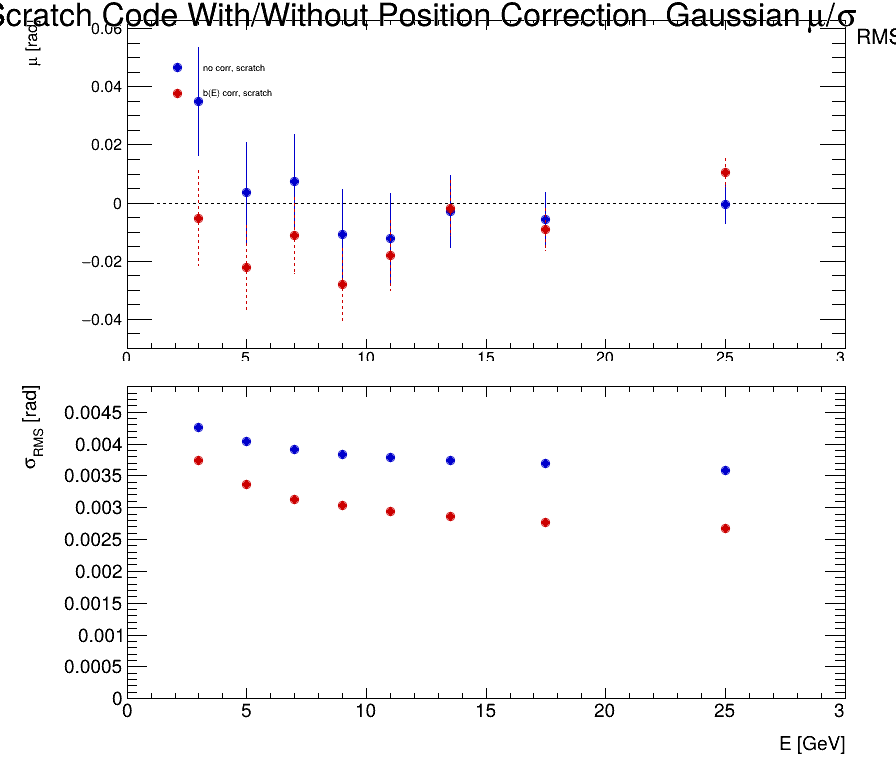 Scratch Code With/Without Position Correction Gaussian μ/σ
RMS
μ [rad]
0.06
0.04
0.02
0
−0.02
−0.04
no corr, scratch
b(E) corr, scratch
0 5 10 15 20 25 3
σRMS [rad]
0.0045
0.004
0.0035
0.003
0.0025
0.002
0.0015
0.001
0.0005
0
0 5 10 15 20 25 3
E [GeV]